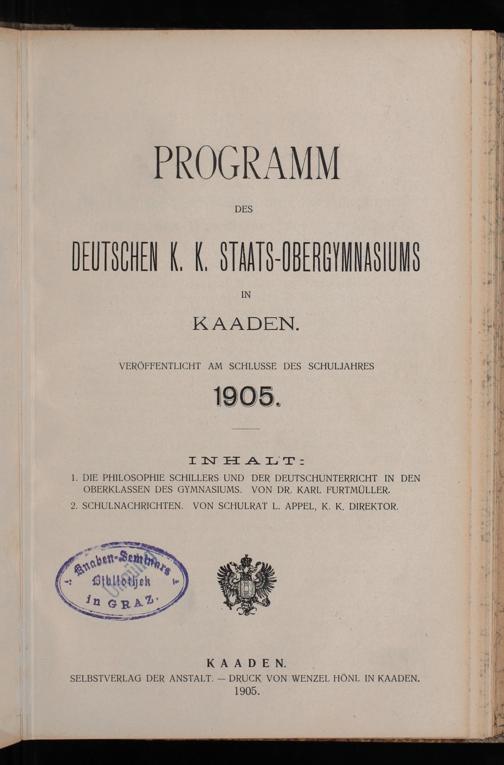 PROGRAMM
DES
DEUTSCHEN K. K. STAATS-OBERGYMNASIUMS
IN
KAADEN.
VERÖFFENTLICHT AM SCHLUSSE DES SCHULJAHRES
1905.
INHALT:
1. DIE PHILOSOPHIE SCHILLERS UND DER DEUTSCHUNTERRICHT IN DEN
OBERKLASSEN DES GYMNASIUMS. VON DR. KARL FURTMÜLLER.
2. SCHULNACHRICHTEN. VON SCHULRAT L. APPEL, K. K. DIREKTOR.
Knaben-Seminars
Bibliothek
in GRAZ.
KAADEN.
SELBSTVERLAG DER ANSTALT. — DRUCK VON WENZEL HÖNL IN KAADEN.
1905.